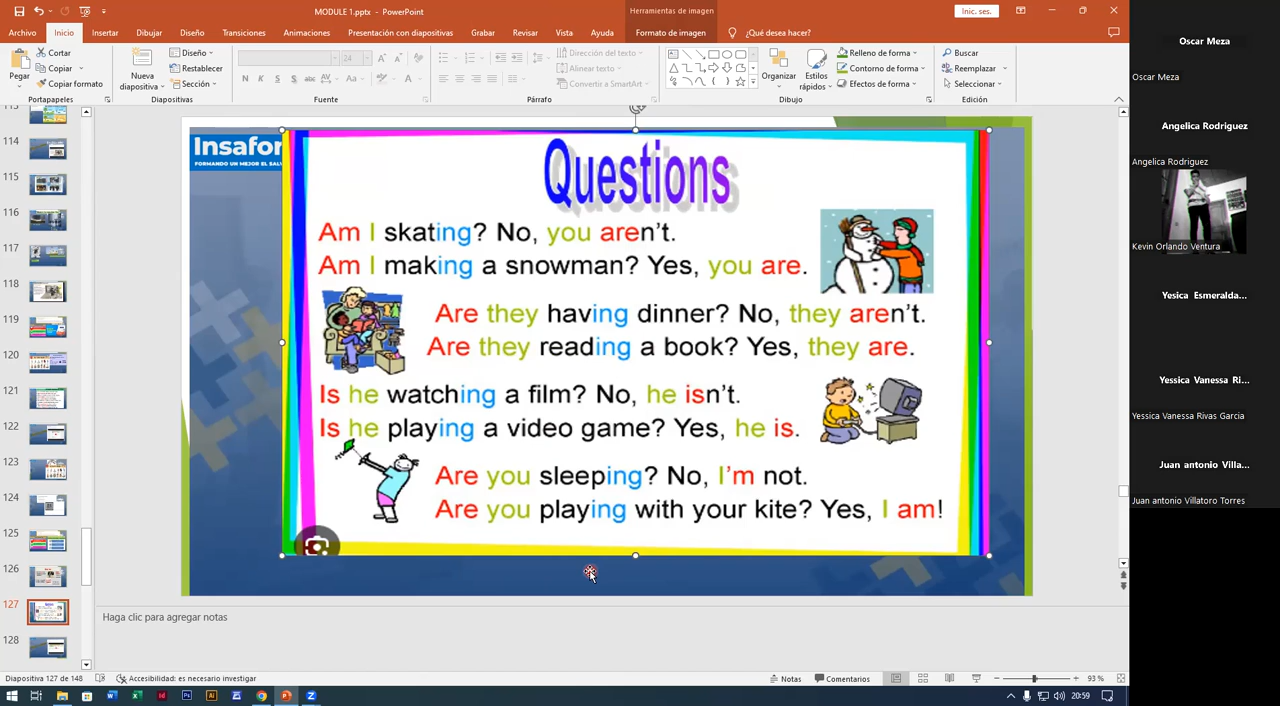 MODULE 1.pptx - PowerPoint
Herramientas de imagen
Inic. ses.
Archivo Inicio Insertar Dibujar Diseño Transiciones Animaciones Presentación con diapositivas Grabar Revisar Vista Ayuda Formato de imagen ¿Qué desea hacer?
Pegar
Cortar
Copiar
Copiar formato
Portapapeles
Nueva diapositiva
Diseño
Restablecer
Sección
Diapositivas
24
N K S S abc AV Aa A
Fuente
Dirección del texto
Alinear texto
Convertir a SmartArt
Párrafo
Organizar
Estilos rápidos
Relleno de forma
Contorno de forma
Efectos de forma
Dibujo
Buscar
Reemplazar
Seleccionar
Edición
114
115
116
117
118
119
120
121
122
123
124
125
126
127
128
Insafor
FORMANDO UN MEJOR EL SALV
Questions
Am I skating? No, you aren't.
Am I making a snowman? Yes, you are.
Are they having dinner? No, they aren't.
Are they reading a book? Yes, they are.
Is he watching a film? No, he isn't.
Is he playing a video game? Yes, he is.
Are you sleeping? No, I'm not.
Are you playing with your kite? Yes, I am!
Haga clic para agregar notas
Diapositiva 127 de 148
Accesibilidad: es necesario investigar
Notas
Comentarios
93 %
20:59
Oscar Meza
Oscar Meza
Angelica Rodriguez
Angelica Rodriguez
Kevin Orlando Ventura
Yesica Esmeralda...
Yessica Vanessa Ri...
Yessica Vanessa Rivas Garcia
Juan antonio Villa...
Juan antonio Villatoro Torres